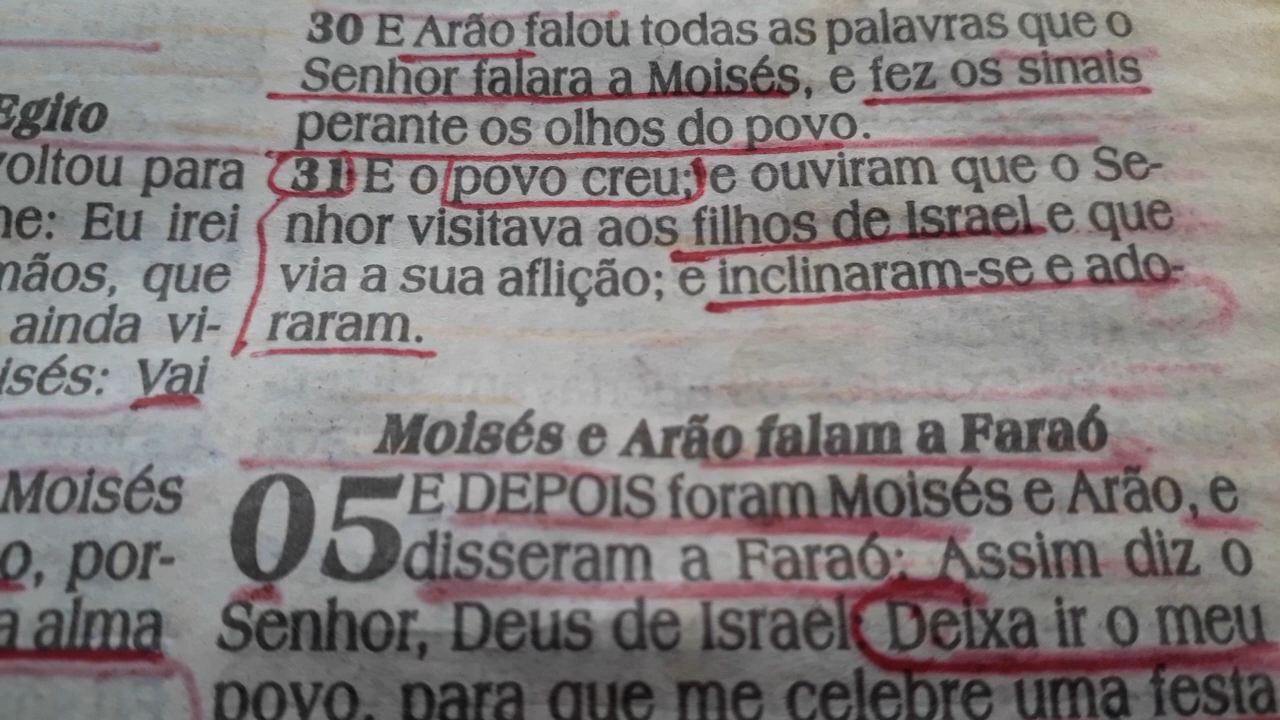 Egito
voltou para
me: Eu irei
mãos, que
ainda vi-
isés: Vai
Moisés
o, por-
a alma
30 E Arão falou todas as palavras que o
Senhor falara a Moisés, e fez os sinais
perante os olhos do povo.
31 E o povo creu; e ouviram que o Se-
nhor visitava aos filhos de Israel e que
via a sua aflição; e inclinaram-se e ado-
raram.
Moisés e Arão falam a Faraó
05 E DEPOIS foram Moisés e Arão, e
disseram a Faraó: Assim diz o
Senhor, Deus de Israel: Deixa ir o meu
povo, para que me celebre uma festa